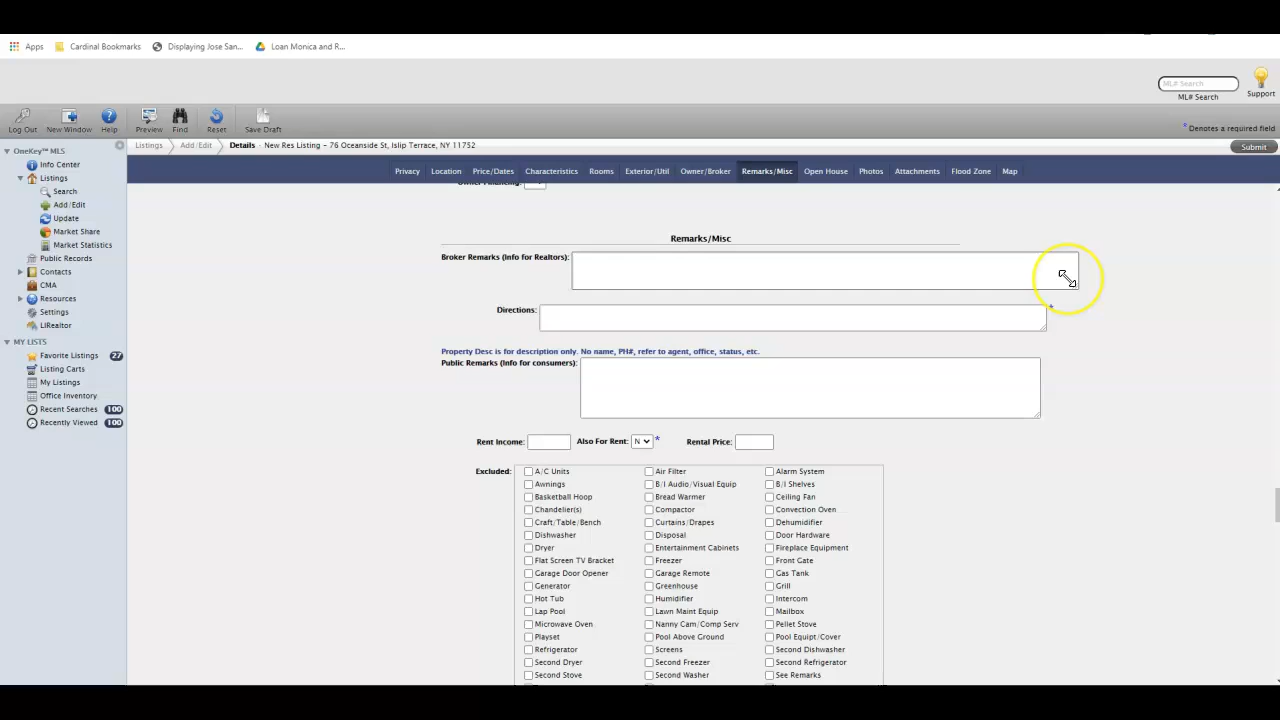 Apps Cardinal Bookmarks Displaying Jose San... Loan Monica and R...
ML# Search
ML# Search
Support
Log Out New Window Help Preview Find Reset Save Draft
* Denotes a required field
OneKey™ MLS
Listings Add/Edit Details - New Res Listing - 76 Oceanside St, Islip Terrace, NY 11752
Submit
Info Center
Listings
Search
Add/Edit
Update
Market Share
Market Statistics
Public Records
Contacts
CMA
Resources
Settings
LIRealtor
MY LISTS
Favorite Listings 27
Listing Carts
My Listings
Office Inventory
Recent Searches 100
Recently Viewed 100
Privacy Location Price/Dates Characteristics Rooms Exterior/Util Owner/Broker Remarks/Misc Open House Photos Attachments Flood Zone Map
Owner Financing:
Remarks/Misc
Broker Remarks (Info for Realtors):
Directions: *
Property Desc is for description only. No name, PH#, refer to agent, office, status, etc.
Public Remarks (Info for consumers):
Rent Income: Also For Rent: N * Rental Price:
Excluded: A/C Units Air Filter Alarm System
Awnings B/I Audio/Visual Equip B/I Shelves
Basketball Hoop Bread Warmer Ceiling Fan
Chandelier(s) Compactor Convection Oven
Craft/Table/Bench Curtains/Drapes Dehumidifier
Dishwasher Disposal Door Hardware
Dryer Entertainment Cabinets Fireplace Equipment
Flat Screen TV Bracket Freezer Front Gate
Garage Door Opener Garage Remote Gas Tank
Generator Greenhouse Grill
Hot Tub Humidifier Intercom
Lap Pool Lawn Maint Equip Mailbox
Microwave Oven Nanny Cam/Comp Serv Pellet Stove
Playset Pool Above Ground Pool Equipt/Cover
Refrigerator Screens Second Dishwasher
Second Dryer Second Freezer Second Refrigerator
Second Stove Second Washer See Remarks